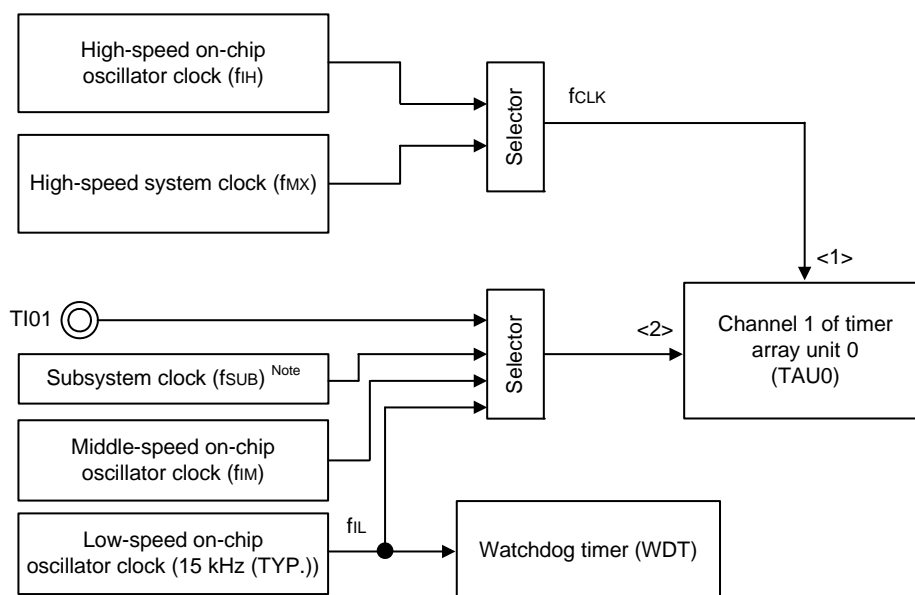 High-speed on-chip
oscillator clock (fIH)
Selector
fCLK
High-speed system clock (fMX)
<1>
TI01
Selector
<2>
Channel 1 of timer
array unit 0
(TAU0)
Subsystem clock (fSUB) Note
Middle-speed on-chip
oscillator clock (fIM)
Low-speed on-chip
oscillator clock (15 kHz (TYP.))
fIL
Watchdog timer (WDT)